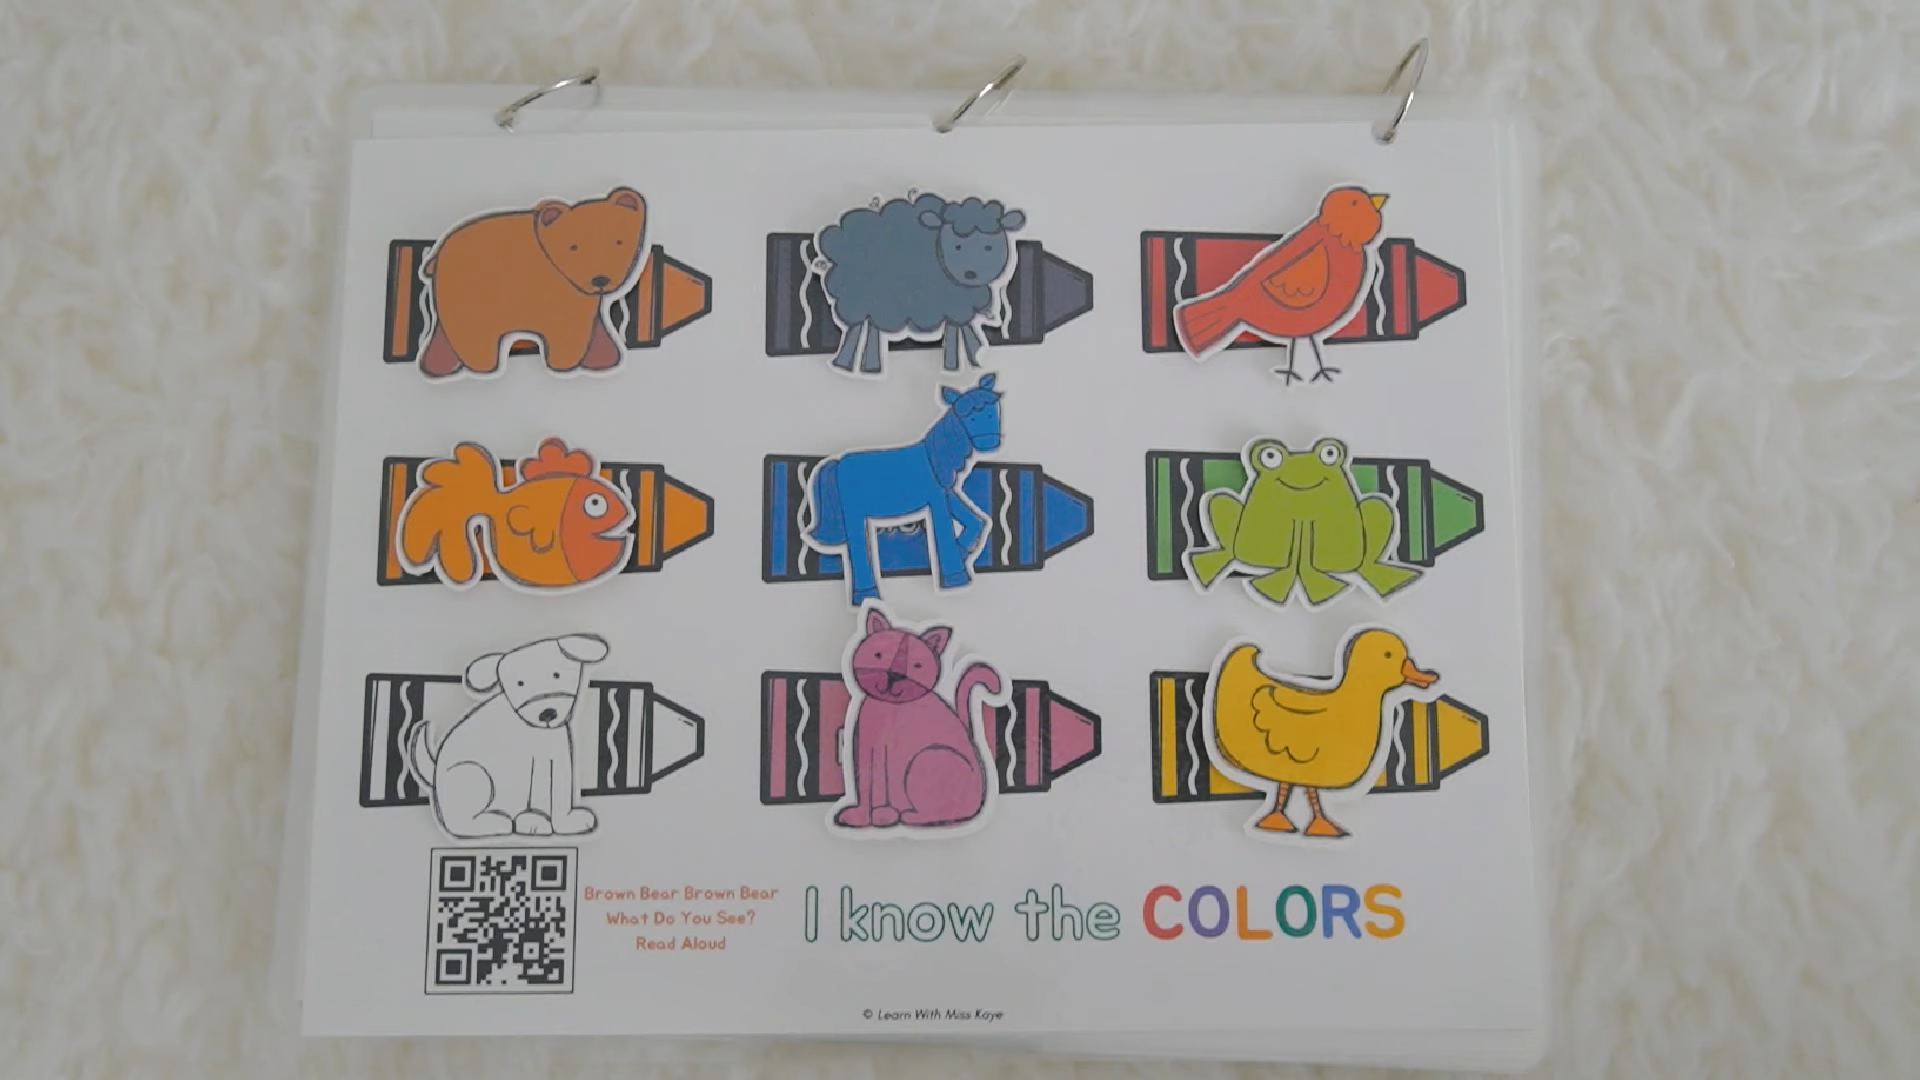 Brown Bear Brown Bear
What Do You See?
Read Aloud
I know the COLORS
© Learn With Miss Kaye